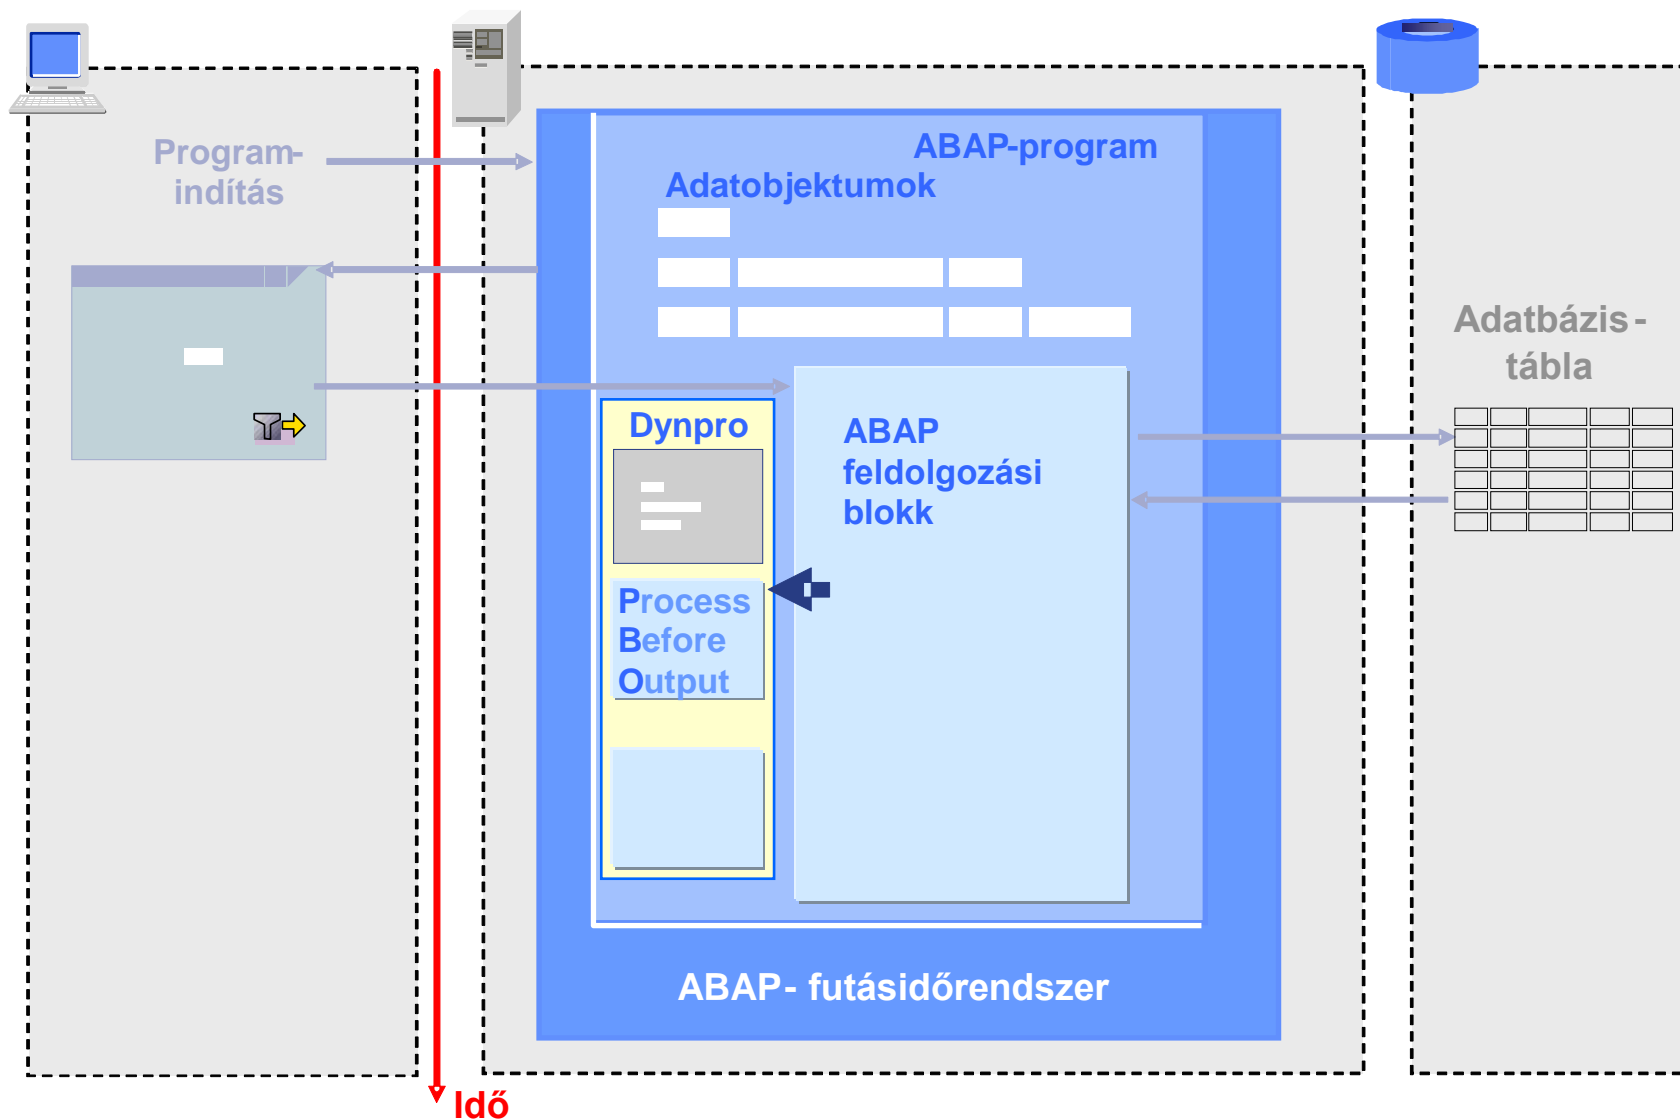 Program-
indítás
ABAP-program
Adatobjektumok
Adatbázis-
tábla
Dynpro
ABAP
feldolgozási
blokk
Process
Before
Output
ABAP- futásidőrendszer
Idő